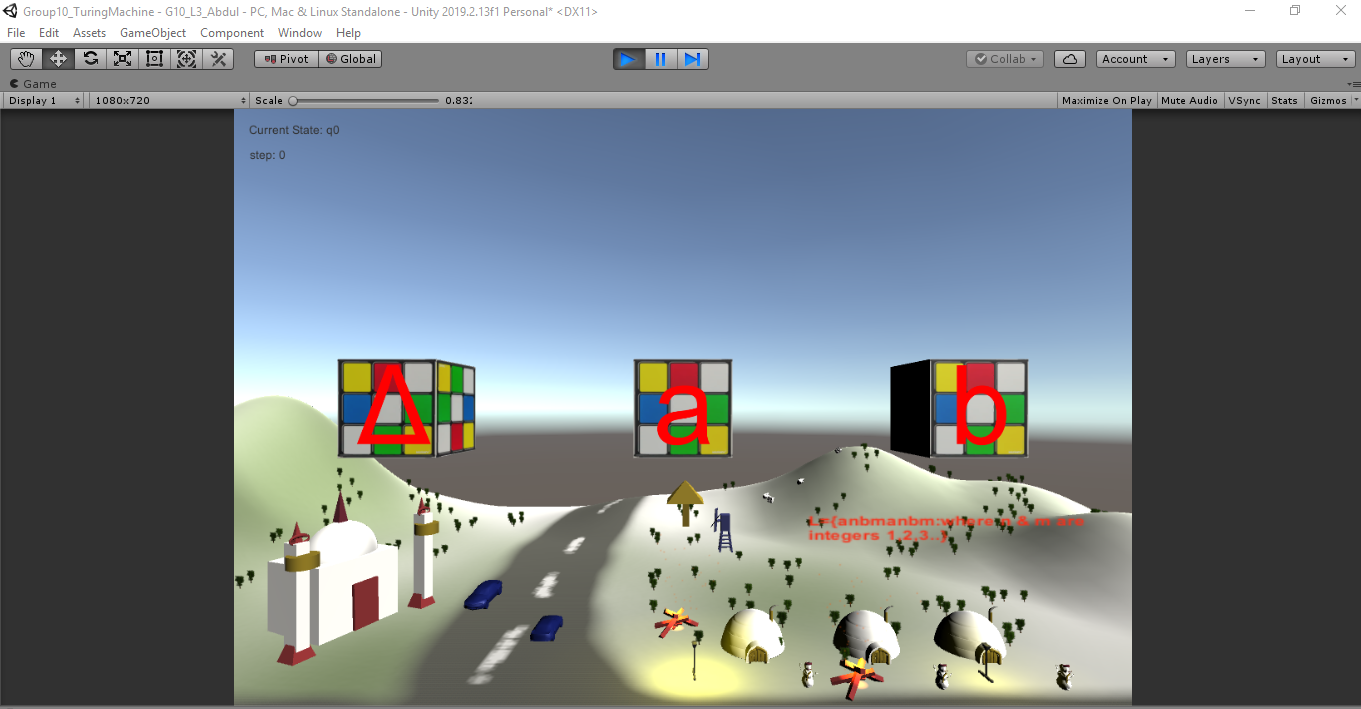 Group10_TuringMachine - G10_L3_Abdul - PC, Mac & Linux Standalone - Unity 2019.2.13f1 Personal* <DX11>
File Edit Assets GameObject Component Window Help
Pivot Global Collab Account Layers Layout
Game
Display 1 1080x720 Scale 0.83 Maximize On Play Mute Audio VSync Stats Gizmos
Current State: q0
step: 0
Δ a b
L={anbmanbm:where n & m are
integers 1,2,3..}